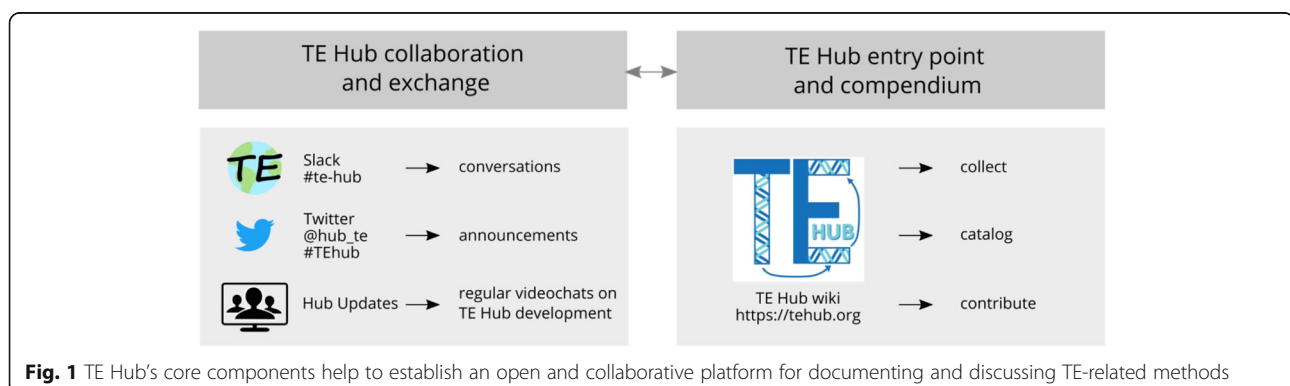 TE Hub collaboration
and exchange
TE Hub entry point
and compendium
TE
Slack
#te-hub
conversations
Twitter
@hub_te
#TEhub
announcements
Hub Updates
regular videochats on
TE Hub development
TE
HUB
TE Hub wiki
https://tehub.org
collect
catalog
contribute
Fig. 1 TE Hub's core components help to establish an open and collaborative platform for documenting and discussing TE-related methods